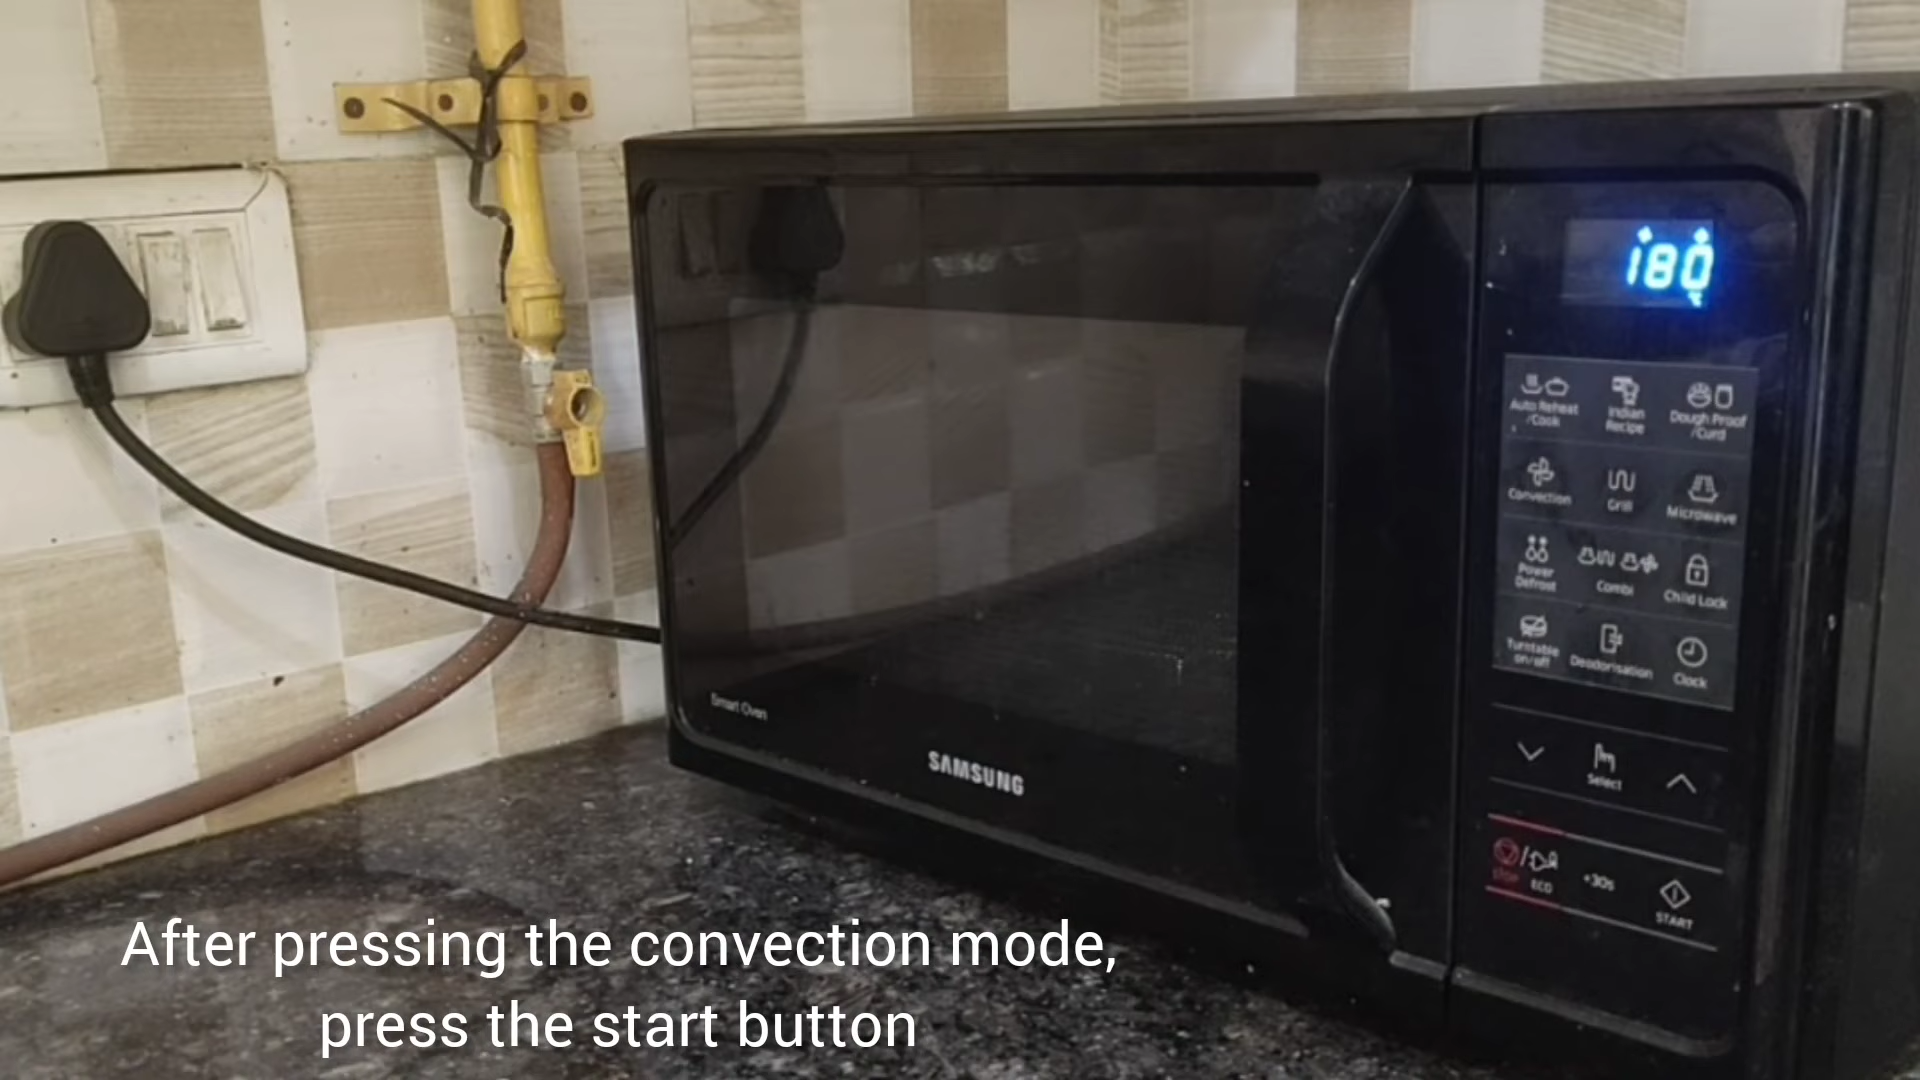 180
°C
Auto Reheat
/Cook
Indian
Recipe
Dough Proof
/Curd
Convection
Grill
Microwave
Power
Defrost
Combi
Child Lock
Turntable
on/off
Deodorisation
Clock
Select
STOP
/
ECO
+30s
START
Smart Oven
SAMSUNG
After pressing the convection mode,
press the start button